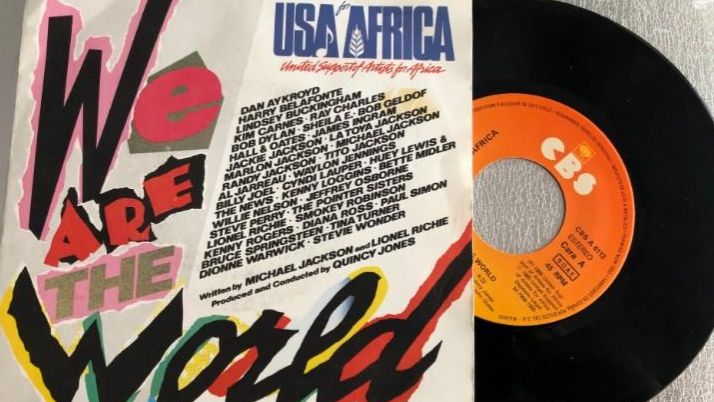 We
ARE
THE
World
for
USA AFRICA
United Support of Artists for Africa
DAN AYKROYD
HARRY BELAFONTE
LINDSEY BUCKINGHAM
KIM CARNES · RAY CHARLES
BOB DYLAN · SHEILA E. · BOB GELDOF
HALL & OATES · JAMES INGRAM
JACKIE JACKSON · LA TOYA JACKSON
MARLON JACKSON · MICHAEL JACKSON
RANDY JACKSON · TITO JACKSON
AL JARREAU · WAYLON JENNINGS
BILLY JOEL · CYNDI LAUPER · HUEY LEWIS &
THE NEWS · KENNY LOGGINS · BETTE MIDLER
WILLIE NELSON · JEFFREY OSBORNE
STEVE PERRY · THE POINTER SISTERS
LIONEL RICHIE · SMOKEY ROBINSON
KENNY ROGERS · DIANA ROSS · PAUL SIMON
BRUCE SPRINGSTEEN · TINA TURNER
DIONNE WARWICK · STEVIE WONDER
Written by MICHAEL JACKSON and LIONEL RICHIE
Produced and Conducted by QUINCY JONES
AFRICA
CBS
CBS A 6112
ESTEREO
Cara A
SGAE
45 RPM
WORLD